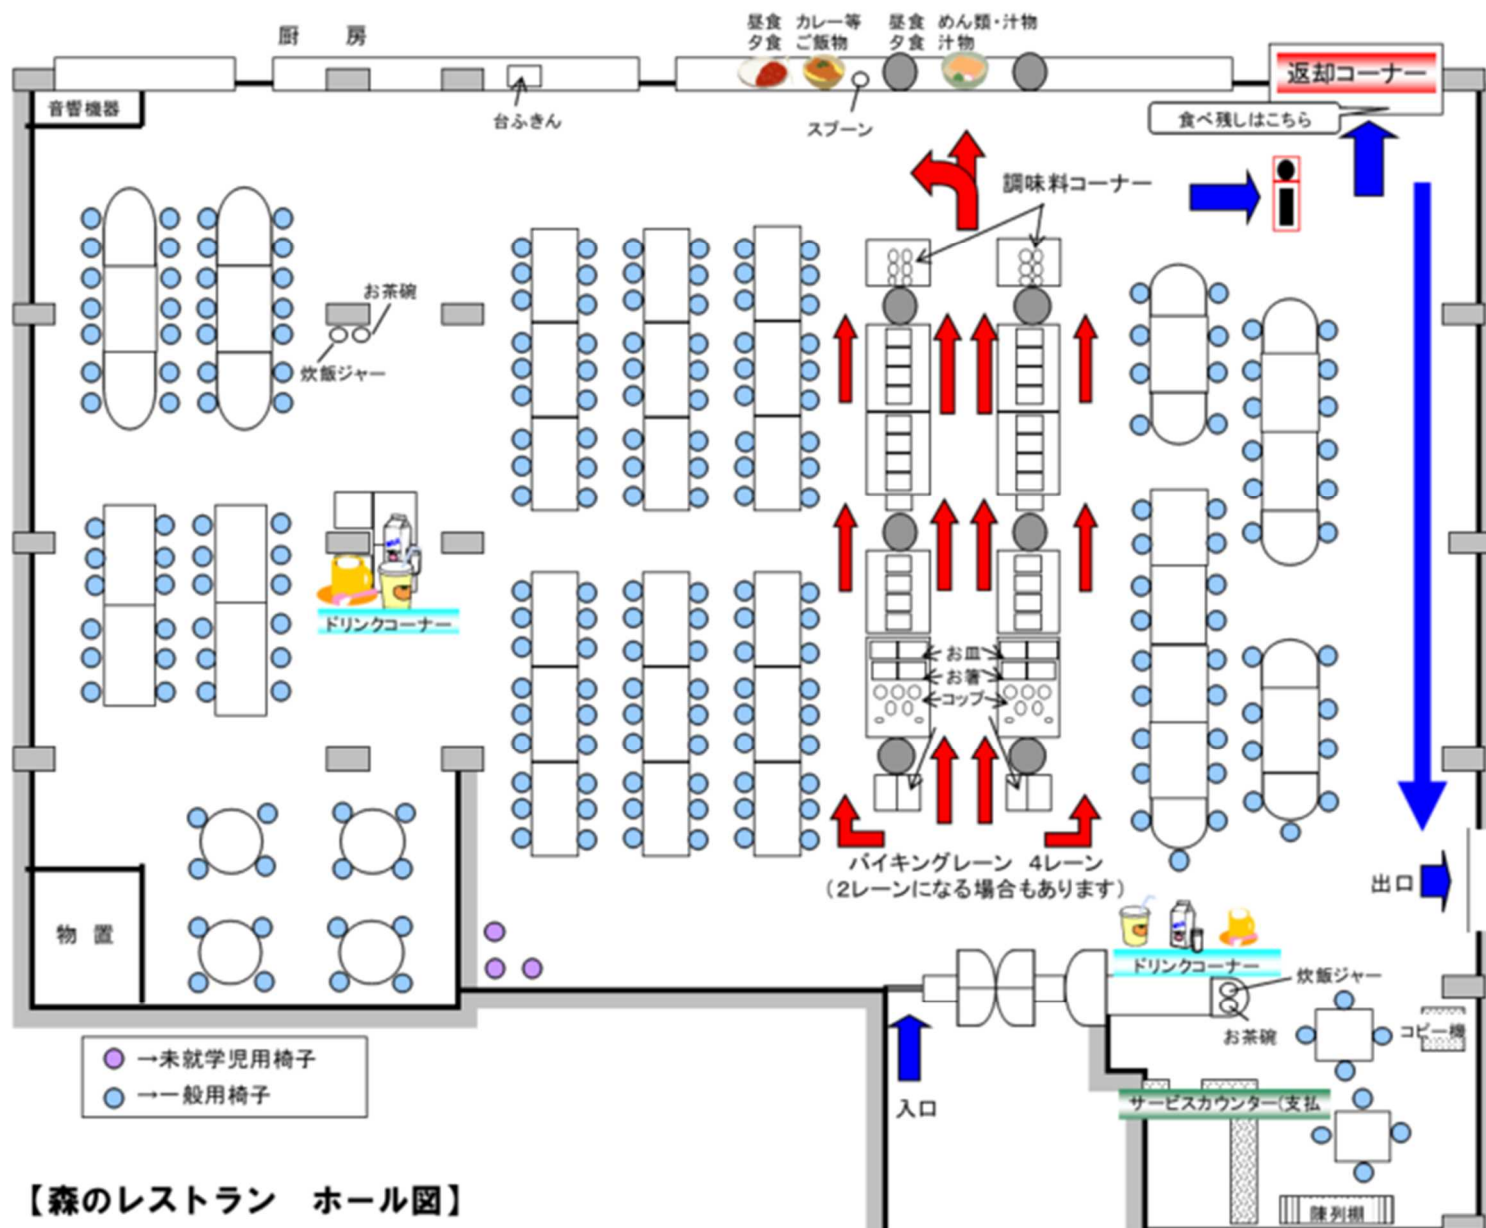 厨　房
昼食　カレー等
夕食　ご飯物
昼食　めん類・汁物
夕食　汁物
返却コーナー
音響機器
台ふきん
スプーン
食べ残しはこちら
調味料コーナー
お茶碗
炊飯ジャー
ドリンクコーナー
お皿
お箸
コップ
バイキングレーン　4レーン
（2レーンになる場合もあります）
出口
物　置
ドリンクコーナー
炊飯ジャー
お茶碗
コピー機
→未就学児用椅子
→一般用椅子
入口
サービスカウンター（支払
【森のレストラン　ホール図】
陳列棚